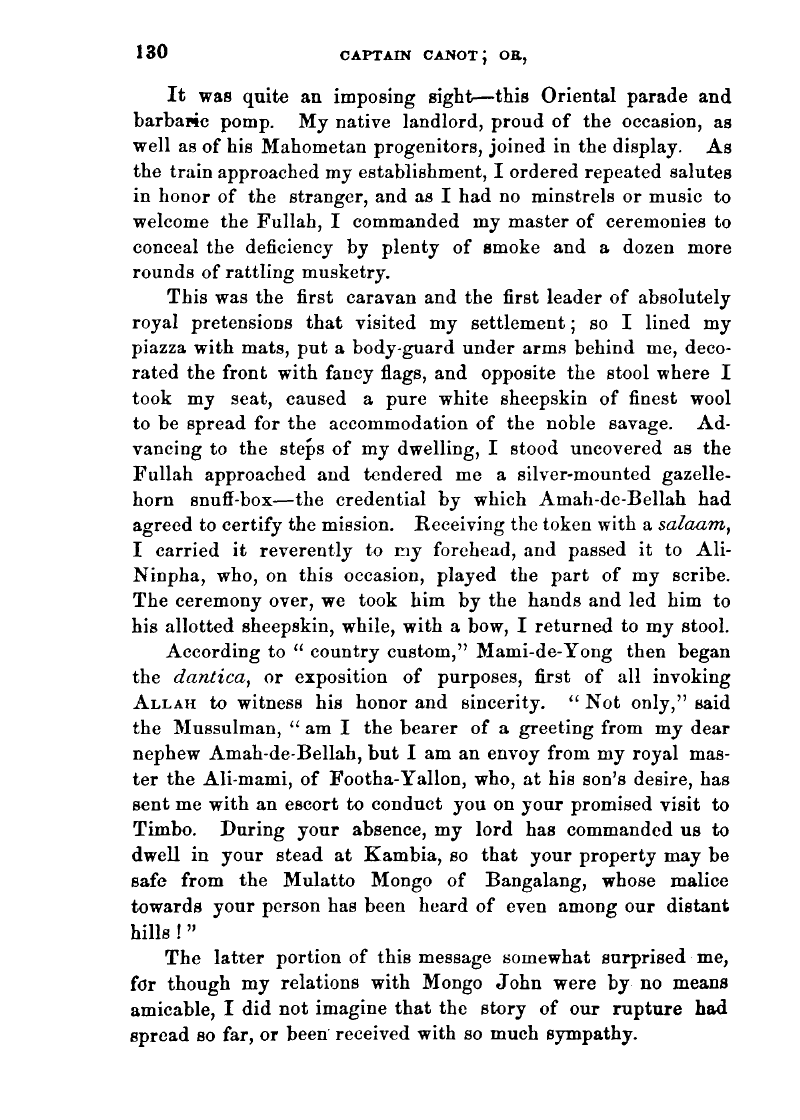 130 CAPTAIN CANOT; OR,
It was quite an imposing sight—this Oriental parade and
barbaric pomp. My native landlord, proud of the occasion, as
well as of his Mahometan progenitors, joined in the display. As
the train approached my establishment, I ordered repeated salutes
in honor of the stranger, and as I had no minstrels or music to
welcome the Fullah, I commanded my master of ceremonies to
conceal the deficiency by plenty of smoke and a dozen more
rounds of rattling musketry.
This was the first caravan and the first leader of absolutely
royal pretensions that visited my settlement; so I lined my
piazza with mats, put a body-guard under arms behind me, deco-
rated the front with fancy flags, and opposite the stool where I
took my seat, caused a pure white sheepskin of finest wool
to be spread for the accommodation of the noble savage. Ad-
vancing to the steps of my dwelling, I stood uncovered as the
Fullah approached and tendered me a silver-mounted gazelle-
horn snuff-box—the credential by which Amah-de-Bellah had
agreed to certify the mission. Receiving the token with a salaam,
I carried it reverently to my forehead, and passed it to Ali-
Ninpha, who, on this occasion, played the part of my scribe.
The ceremony over, we took him by the hands and led him to
his allotted sheepskin, while, with a bow, I returned to my stool.
According to "country custom," Mami-de-Yong then began
the dantica, or exposition of purposes, first of all invoking
ALLAH to witness his honor and sincerity. "Not only," said
the Mussulman, "am I the bearer of a greeting from my dear
nephew Amah-de-Bellah, but I am an envoy from my royal mas-
ter the Ali-mami, of Footha-Yallon, who, at his son's desire, has
sent me with an escort to conduct you on your promised visit to
Timbo. During your absence, my lord has commanded us to
dwell in your stead at Kambia, so that your property may be
safe from the Mulatto Mongo of Bangalang, whose malice
towards your person has been heard of even among our distant
hills!"
The latter portion of this message somewhat surprised me,
for though my relations with Mongo John were by no means
amicable, I did not imagine that the story of our rupture had
spread so far, or been received with so much sympathy.